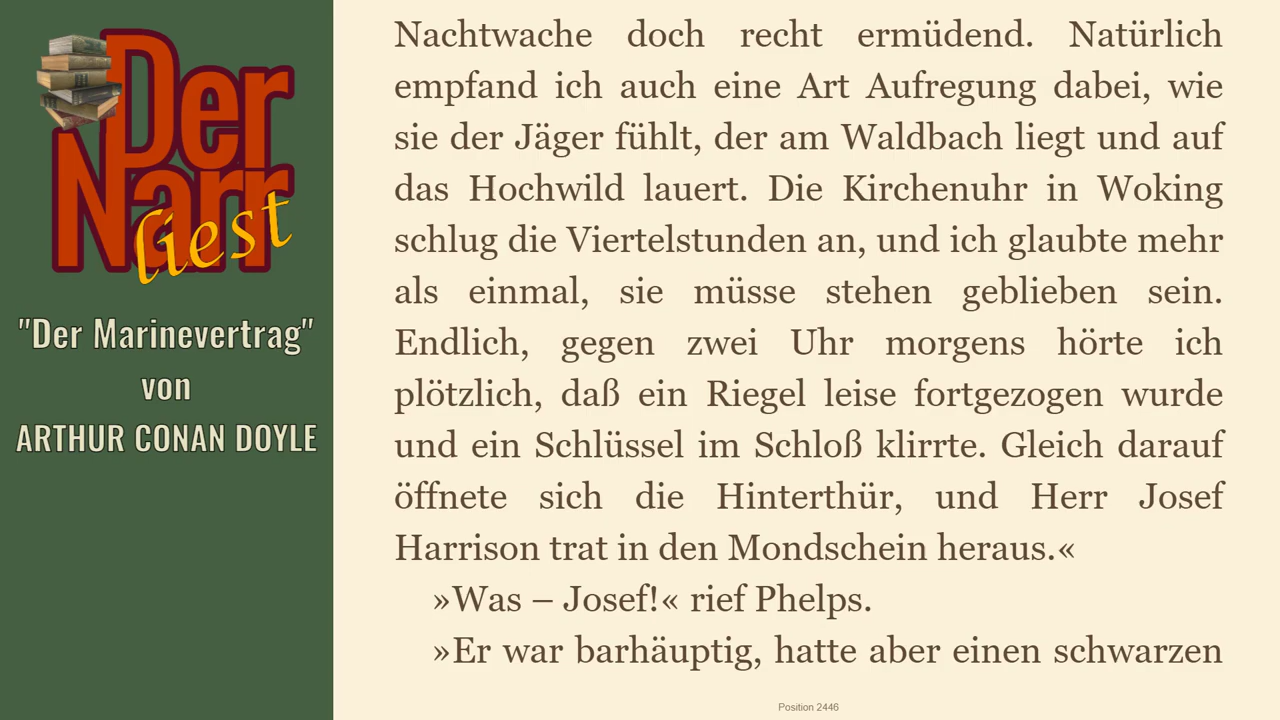 Der
Narr
liest
"Der Marinevertrag"
von
ARTHUR CONAN DOYLE
Nachtwache doch recht ermüdend. Natürlich
empfand ich auch eine Art Aufregung dabei, wie
sie der Jäger fühlt, der am Waldbach liegt und auf
das Hochwild lauert. Die Kirchenuhr in Woking
schlug die Viertelstunden an, und ich glaubte mehr
als einmal, sie müsse stehen geblieben sein.
Endlich, gegen zwei Uhr morgens hörte ich
plötzlich, daß ein Riegel leise fortgezogen wurde
und ein Schlüssel im Schloß klirrte. Gleich darauf
öffnete sich die Hinterthür, und Herr Josef
Harrison trat in den Mondschein heraus.«
»Was – Josef!« rief Phelps.
»Er war barhäuptig, hatte aber einen schwarzen
Position 2446